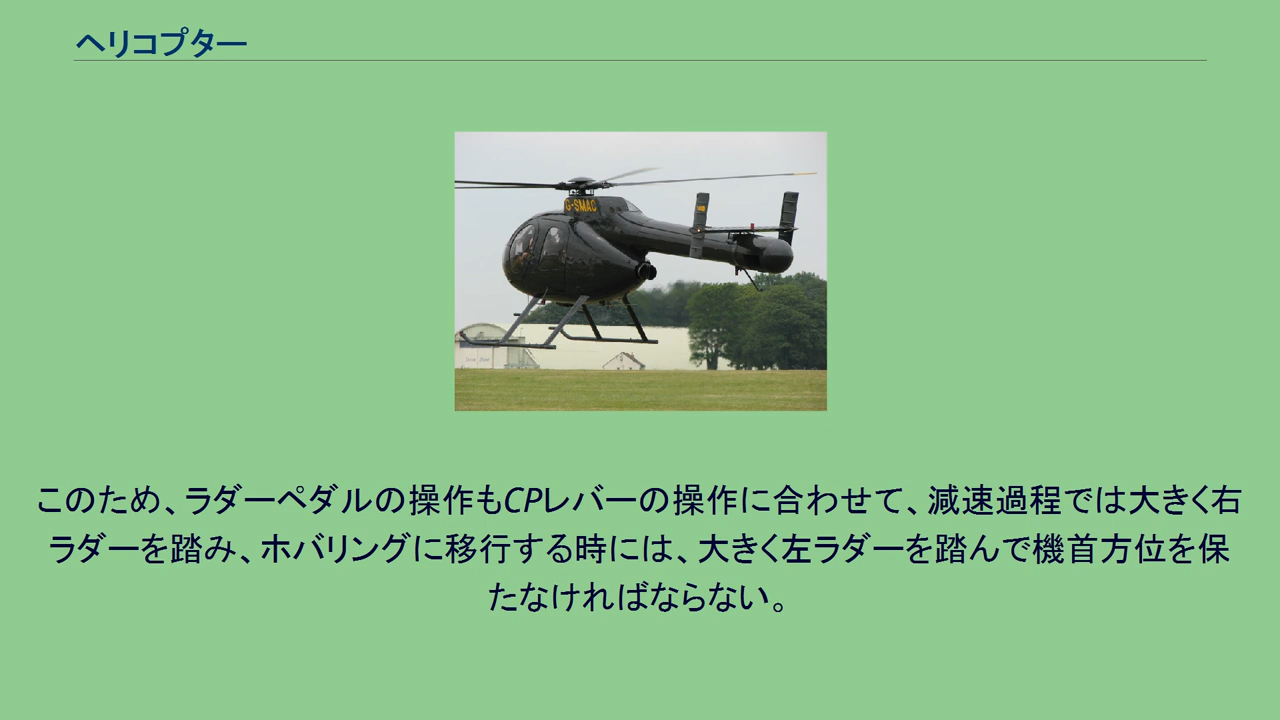 ヘリコプター
G-SMAC
このため、ラダーペダルの操作もCPレバーの操作に合わせて、減速過程では大きく右
ラダーを踏み、ホバリングに移行する時には、大きく左ラダーを踏んで機首方位を保
たなければならない。